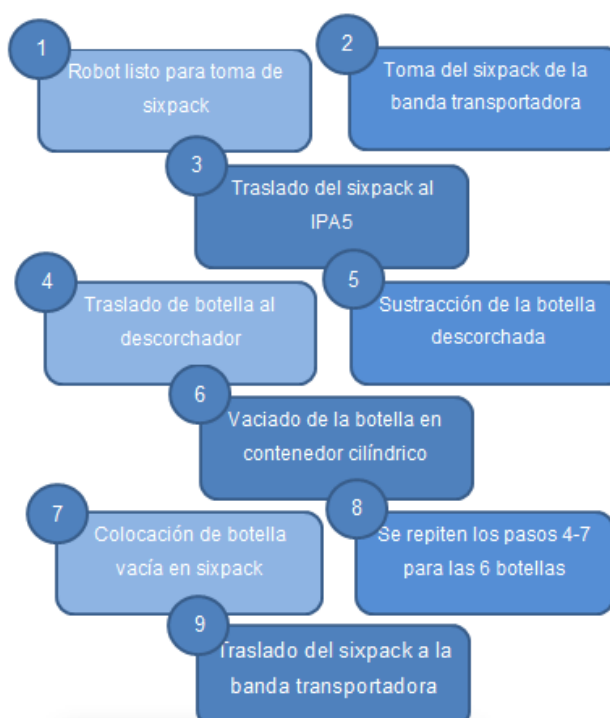 1
Robot listo para toma de
sixpack
2
Toma del sixpack de la
banda transportadora
3
Traslado del sixpack al
IPA5
4
Traslado de botella al
descorchador
5
Sustracción de la botella
descorchada
6
Vaciado de la botella en
contenedor cilíndrico
7
Colocación de botella
vacía en sixpack
8
Se repiten los pasos 4-7
para las 6 botellas
9
Traslado del sixpack a la
banda transportadora